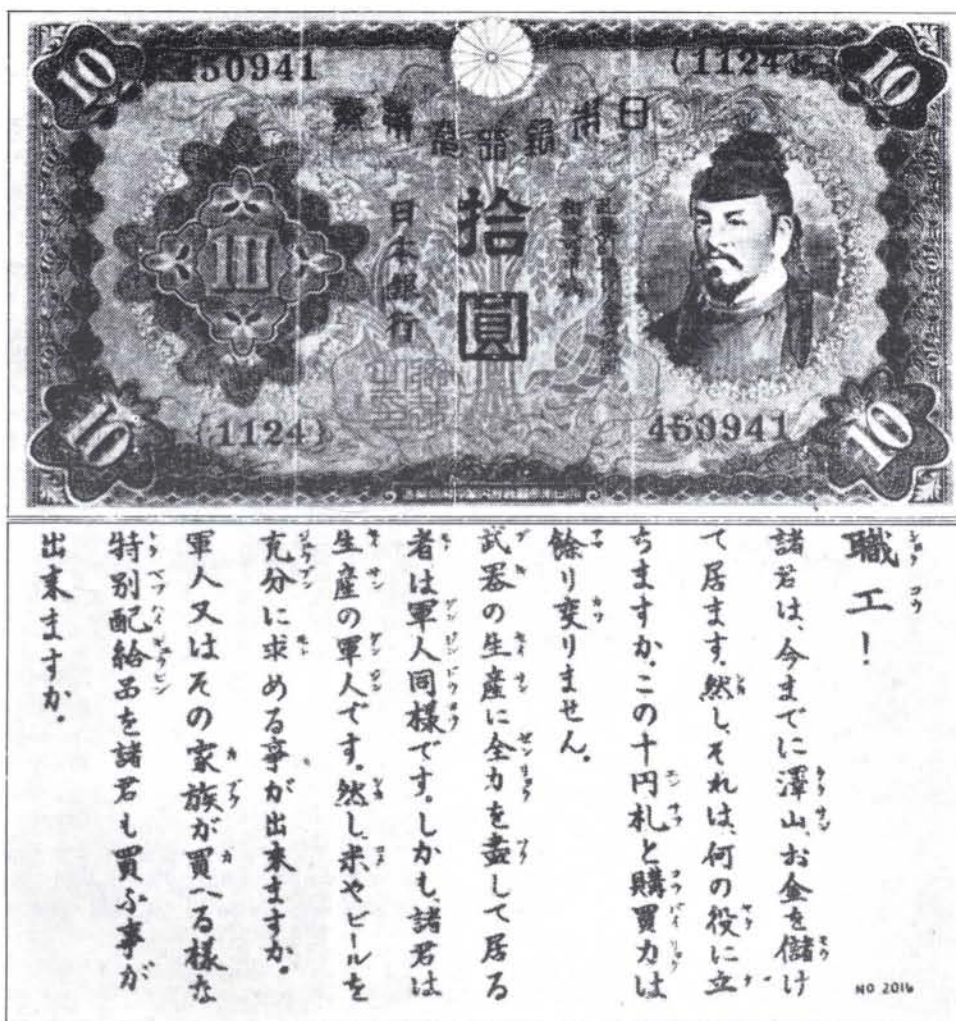 10
50941
{1124}
10
日本銀行兌換券
拾圓
日本銀行
10
{1124}
450941
10
職工！
諸君は、今までに澤山、お金を儲け
て居ます。然し、それは、何の役に立
ちますか。この十円札と購買力は
餘り変りません。
武器の生産に全力を盡して居る
者は軍人同様です。しかも、諸君は
生産の軍人です。然し、米やビールを
充分に求める事が出来ますか。
軍人又はその家族が買へる様な
特別配給品を諸君も買ふ事が
出来ますか。
NO 2016